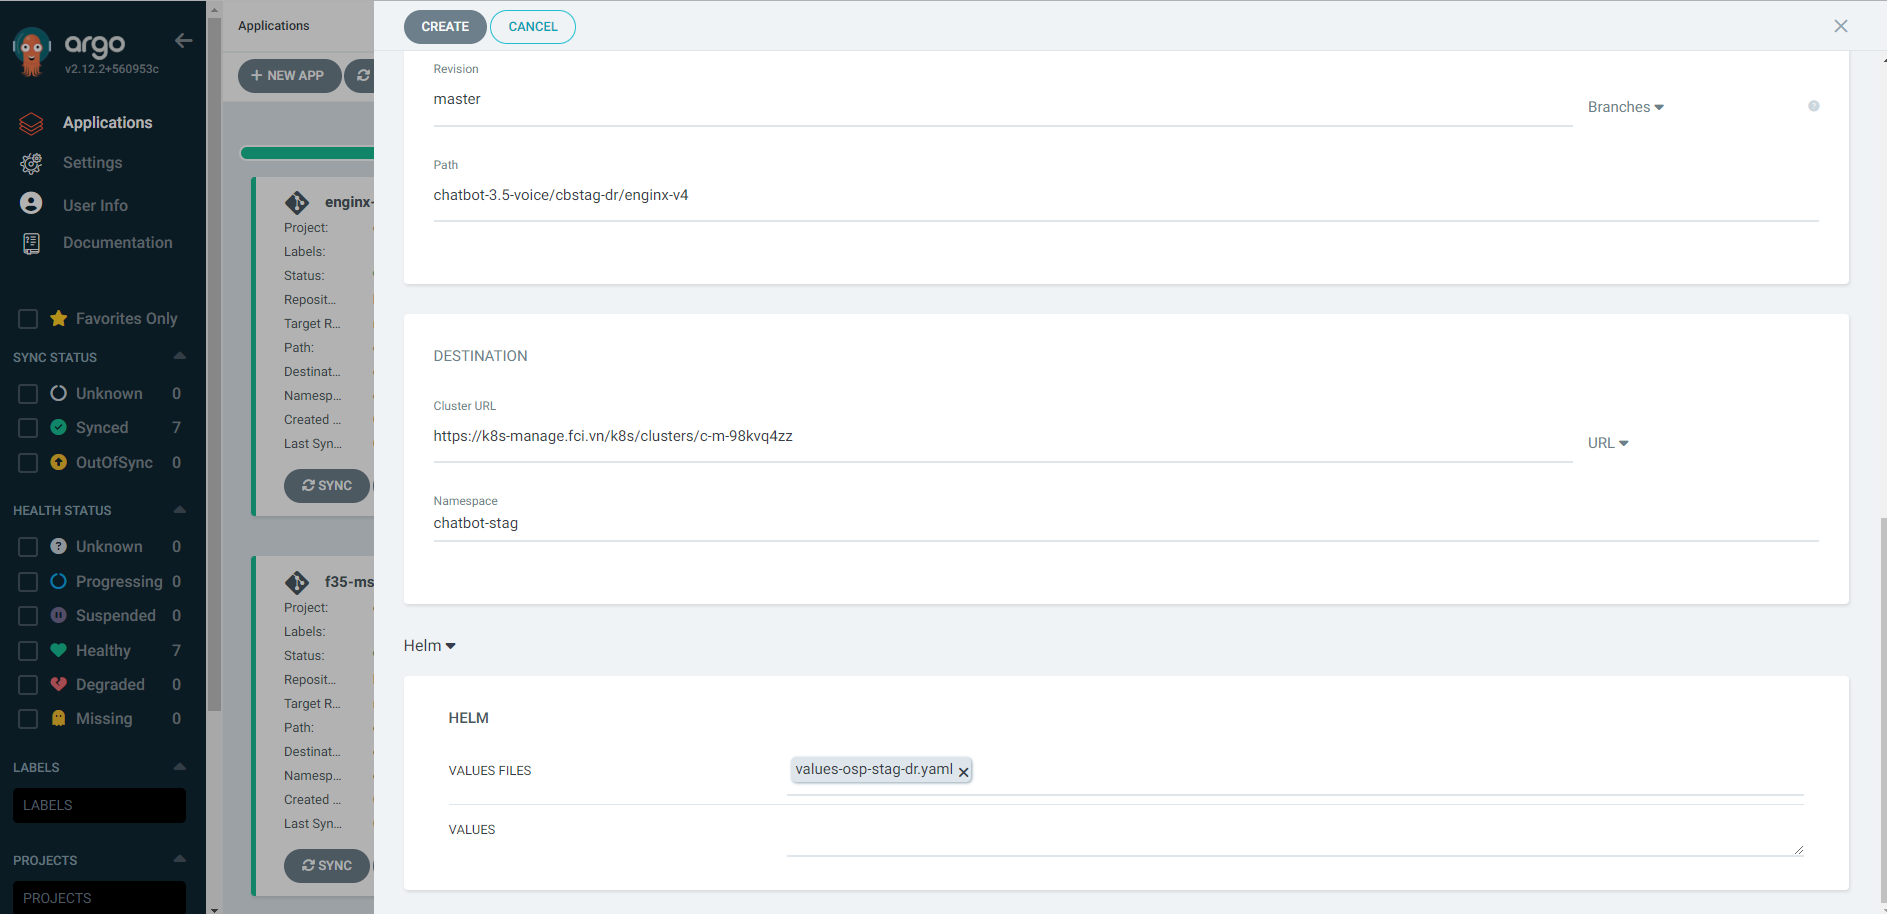 argo
v2.12.2+560953c
Applications
Settings
User Info
Documentation
Favorites Only
SYNC STATUS
Unknown 0
Synced 7
OutOfSync 0
HEALTH STATUS
Unknown 0
Progressing 0
Suspended 0
Healthy 7
Degraded 0
Missing 0
LABELS
LABELS
PROJECTS
PROJECTS
Applications
+ NEW APP
enginx-
Project:
Labels:
Status:
Reposit...
Target R...
Path:
Destinat...
Namesp...
Created ...
Last Syn...
SYNC
f35-ms
Project:
Labels:
Status:
Reposit...
Target R...
Path:
Destinat...
Namesp...
Created ...
Last Syn...
SYNC
CREATE CANCEL
Revision
master
Branches
Path
chatbot-3.5-voice/cbstag-dr/enginx-v4
DESTINATION
Cluster URL
https://k8s-manage.fci.vn/k8s/clusters/c-m-98kvq4zz
URL
Namespace
chatbot-stag
Helm
HELM
VALUES FILES values-osp-stag-dr.yaml
VALUES